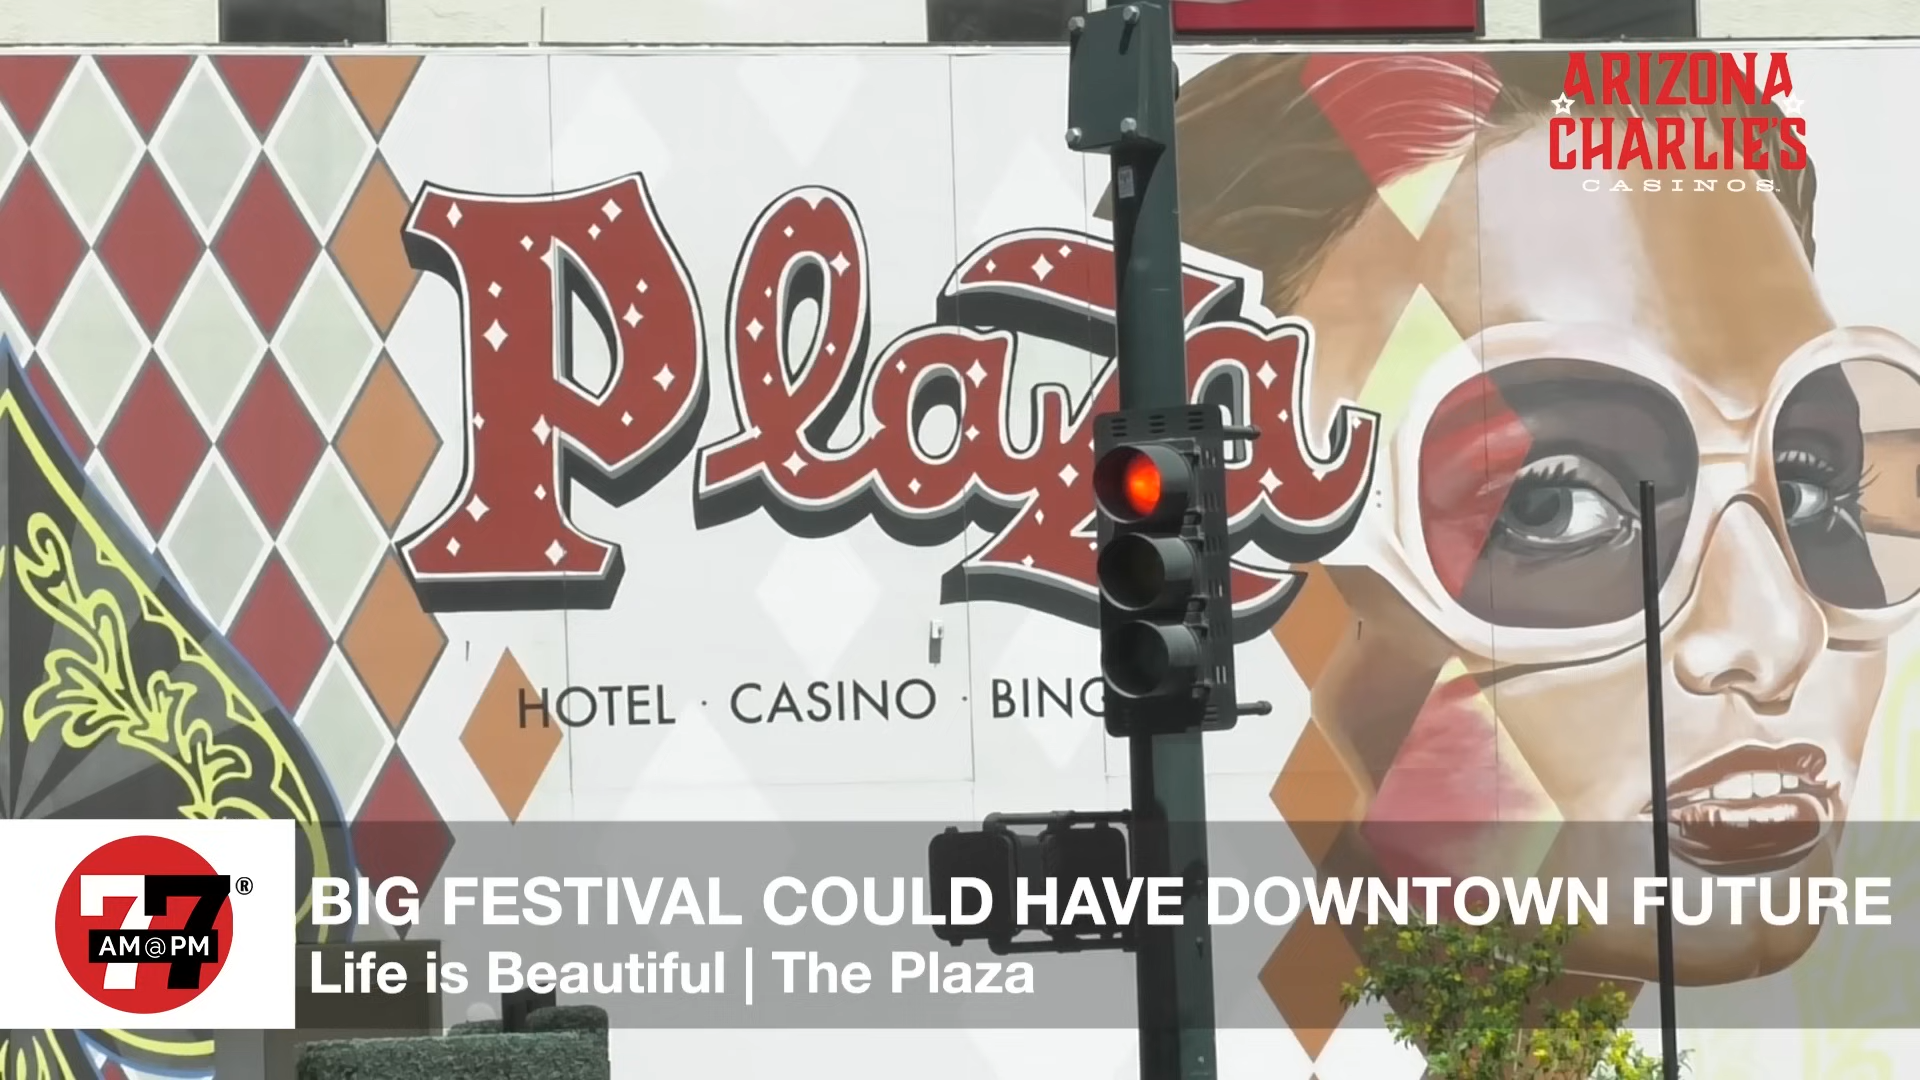 ARIZONA
CHARLIE'S
CASINOS.
Plaza
HOTEL · CASINO · BING
77®
AM@PM
BIG FESTIVAL COULD HAVE DOWNTOWN FUTURE
Life is Beautiful | The Plaza